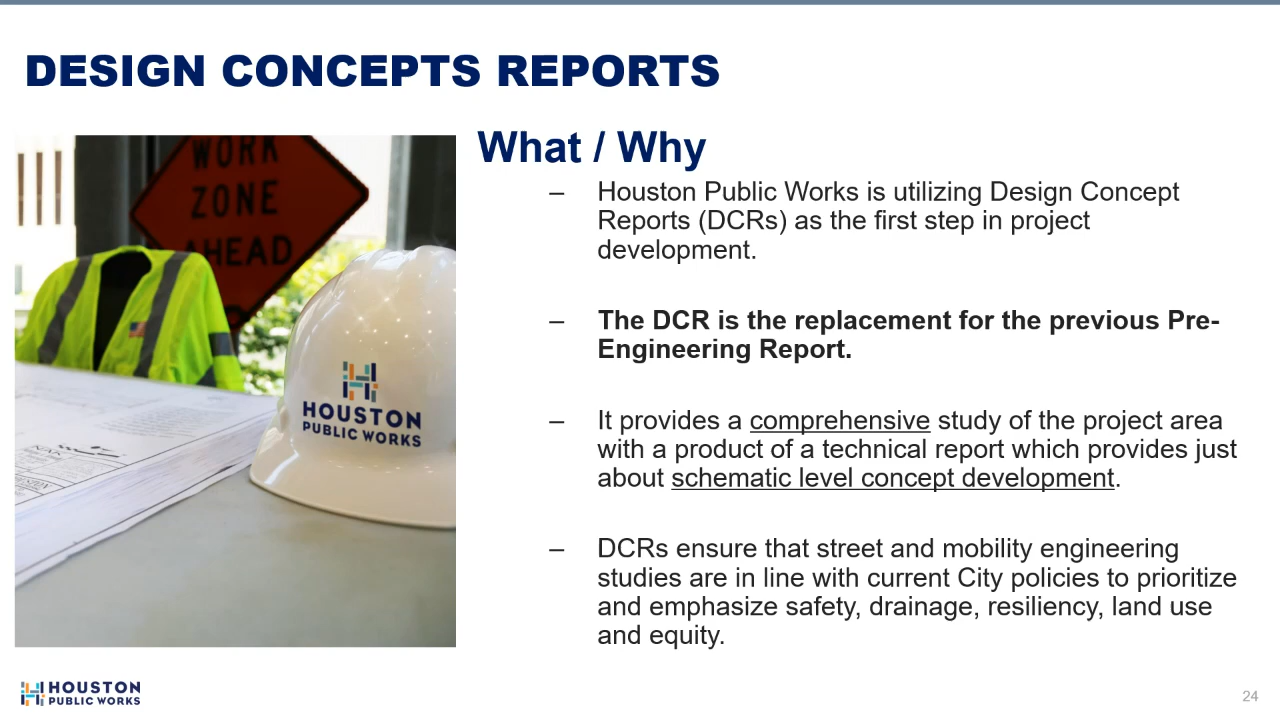 DESIGN CONCEPTS REPORTS
What / Why
– Houston Public Works is utilizing Design Concept
Reports (DCRs) as the first step in project
development.
– The DCR is the replacement for the previous Pre-
Engineering Report.
– It provides a comprehensive study of the project area
with a product of a technical report which provides just
about schematic level concept development.
– DCRs ensure that street and mobility engineering
studies are in line with current City policies to prioritize
and emphasize safety, drainage, resiliency, land use
and equity.
WORK
ZONE
AHEAD
HOUSTON
PUBLIC WORKS
HOUSTON
PUBLIC WORKS
24